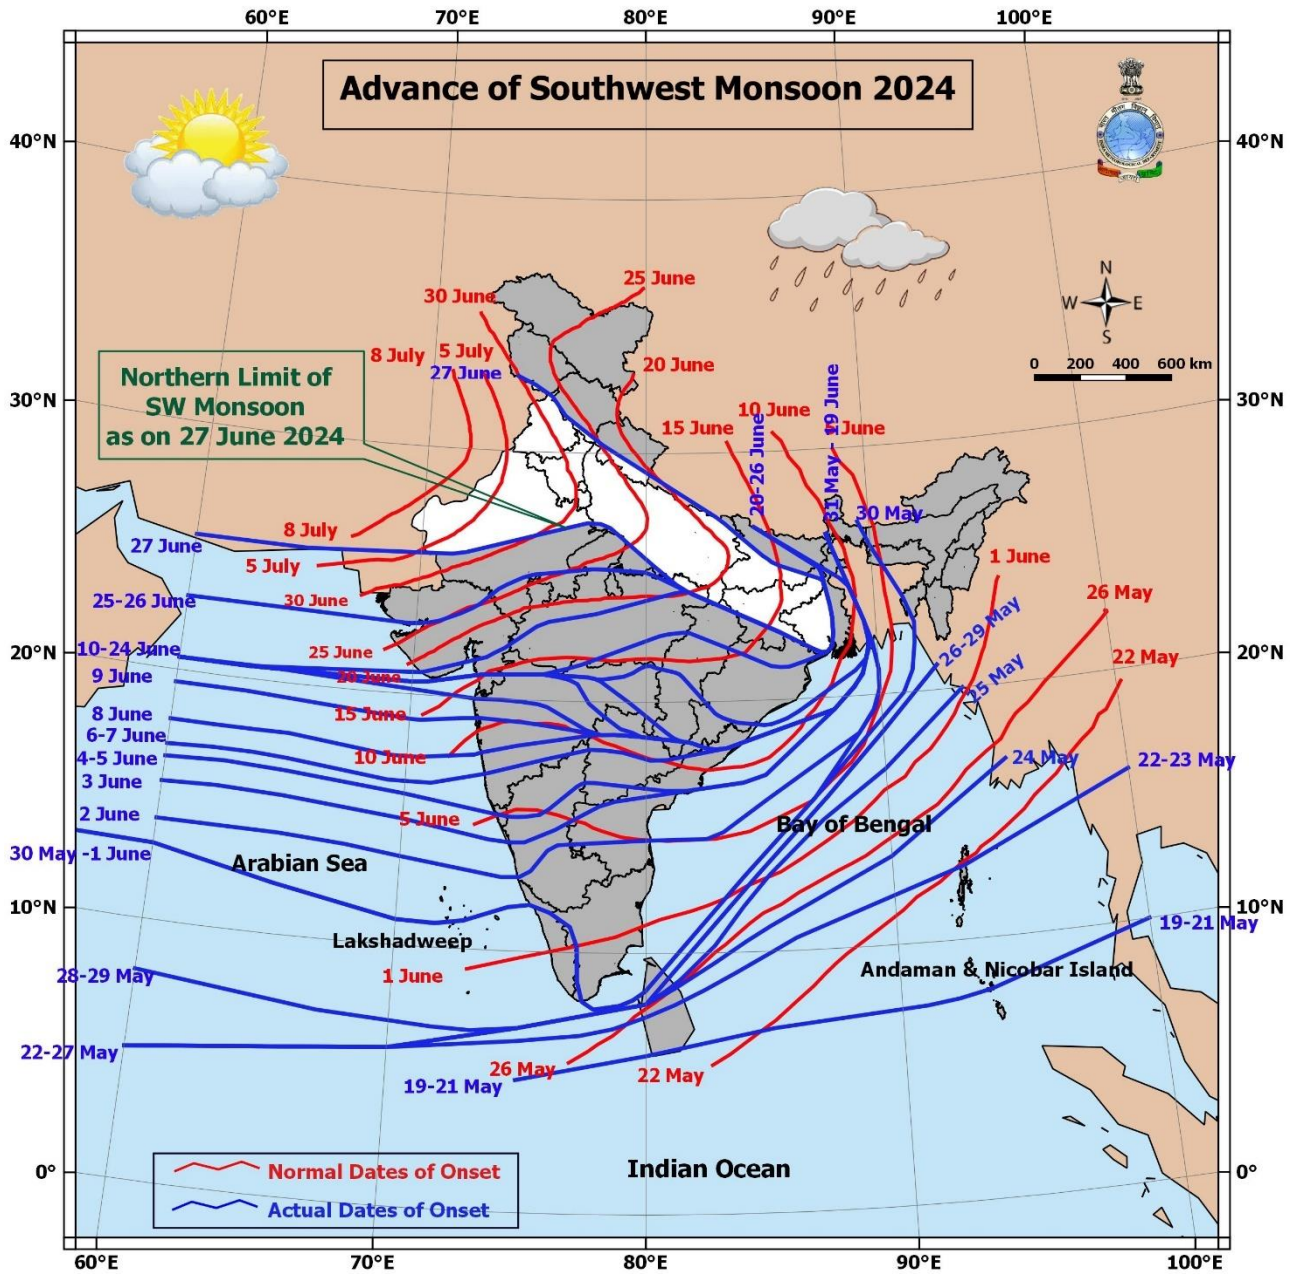 60°E
70°E
80°E
90°E
100°E
Advance of Southwest Monsoon 2024
40°N
40°N
N
W
E
S
25 June
30 June
8 July
5 July
27 June
20 June
0 200 400 600 km
Northern Limit of
SW Monsoon
as on 27 June 2024
30°N
30°N
10 June
15 June
20-26 June
31 May - 19 June
June
30 May
8 July
27 June
5 July
1 June
30 June
25-26 June
26 May
26-29 May
10-24 June
25 June
20°N
20°N
22 May
9 June
20 June
25 May
8 June
15 June
6-7 June
10 June
4-5 June
24 May
22-23 May
3 June
2 June
5 June
Bay of Bengal
30 May -1 June
Arabian Sea
10°N
10°N
19-21 May
Lakshadweep
1 June
Andaman & Nicobar Island
28-29 May
22-27 May
26 May
22 May
19-21 May
Indian Ocean
0°
0°
Normal Dates of Onset
Actual Dates of Onset
60°E
70°E
80°E
90°E
100°E